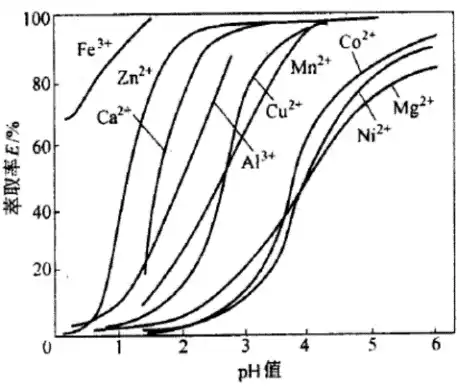 100
80
60
40
20
0
1
2
3
4
5
6
萃取率 E/%
pH值
Fe³⁺
Zn²⁺
Ca²⁺
Al³⁺
Cu²⁺
Mn²⁺
Co²⁺
Ni²⁺
Mg²⁺